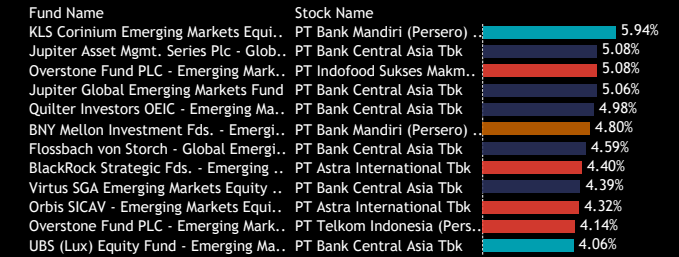 Fund Name Stock Name
KLS Corinium Emerging Markets Equi.. PT Bank Mandiri (Persero) .. 5.94%
Jupiter Asset Mgmt. Series Plc - Glob.. PT Bank Central Asia Tbk 5.08%
Overstone Fund PLC - Emerging Mark.. PT Indofood Sukses Makm.. 5.08%
Jupiter Global Emerging Markets Fund PT Bank Central Asia Tbk 5.06%
Quilter Investors OEIC - Emerging Ma.. PT Bank Central Asia Tbk 4.98%
BNY Mellon Investment Fds. - Emergi.. PT Bank Mandiri (Persero) .. 4.80%
Flossbach von Storch - Global Emergi.. PT Bank Central Asia Tbk 4.59%
BlackRock Strategic Fds. - Emerging .. PT Astra International Tbk 4.40%
Virtus SGA Emerging Markets Equity .. PT Bank Central Asia Tbk 4.39%
Orbis SICAV - Emerging Markets Equi.. PT Astra International Tbk 4.32%
Overstone Fund PLC - Emerging Mark.. PT Telkom Indonesia (Pers.. 4.14%
UBS (Lux) Equity Fund - Emerging Ma.. PT Bank Central Asia Tbk 4.06%